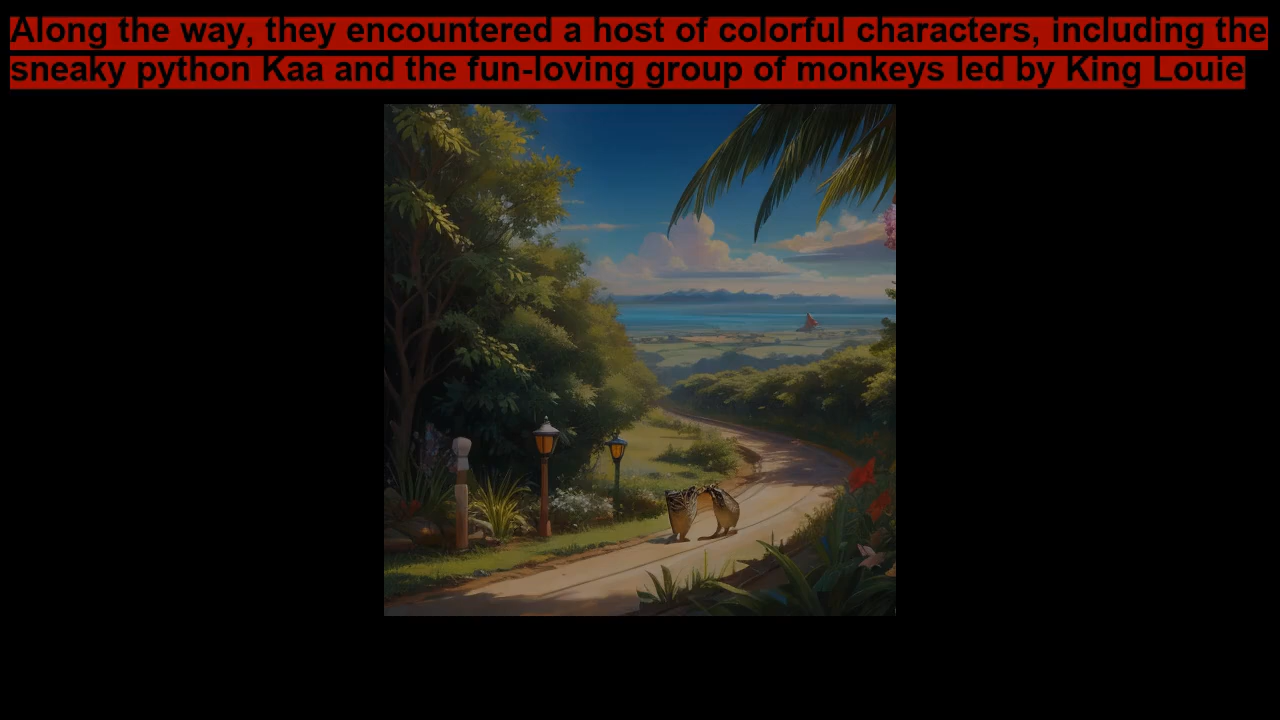 Along the way, they encountered a host of colorful characters, including the
sneaky python Kaa and the fun-loving group of monkeys led by King Louie